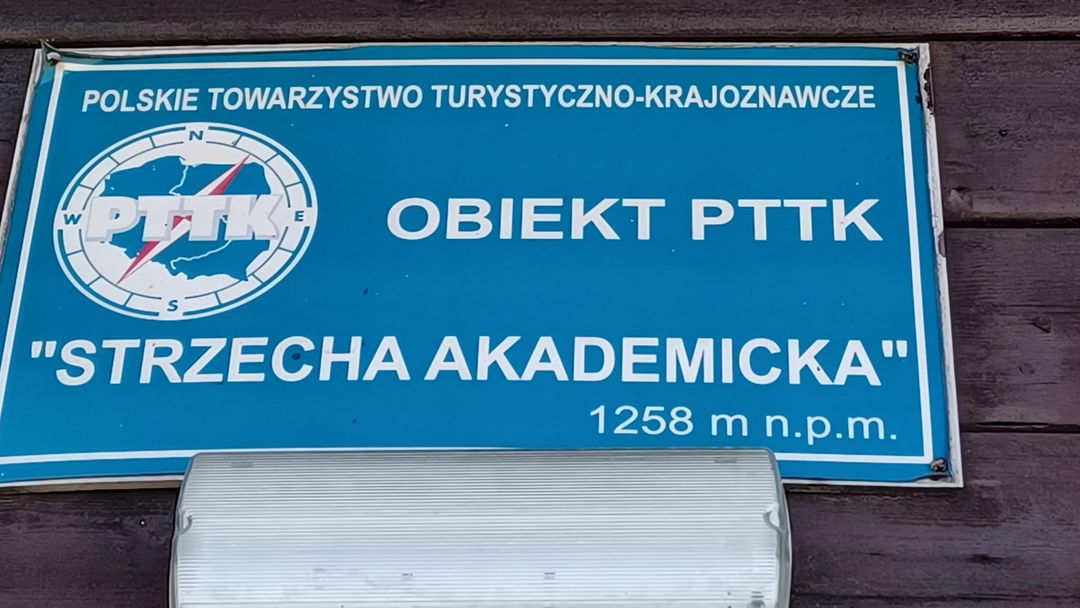 POLSKIE TOWARZYSTWO TURYSTYCZNO-KRAJOZNAWCZE
N
W PTTK E
S
OBIEKT PTTK
"STRZECHA AKADEMICKA"
1258 m n.p.m.